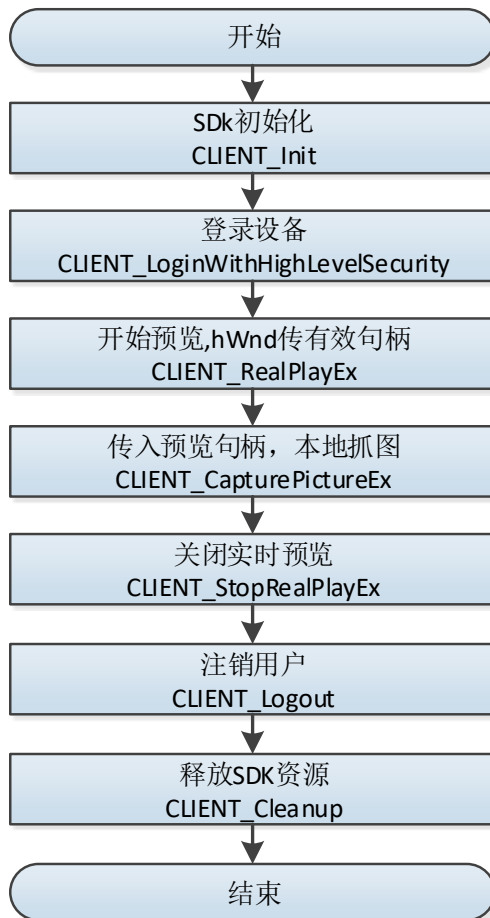 开始
SDk初始化
CLIENT_Init
登录设备
CLIENT_LoginWithHighLevelSecurity
开始预览,hWnd传有效句柄
CLIENT_RealPlayEx
传入预览句柄，本地抓图
CLIENT_CapturePictureEx
关闭实时预览
CLIENT_StopRealPlayEx
注销用户
CLIENT_Logout
释放SDK资源
CLIENT_Cleanup
结束